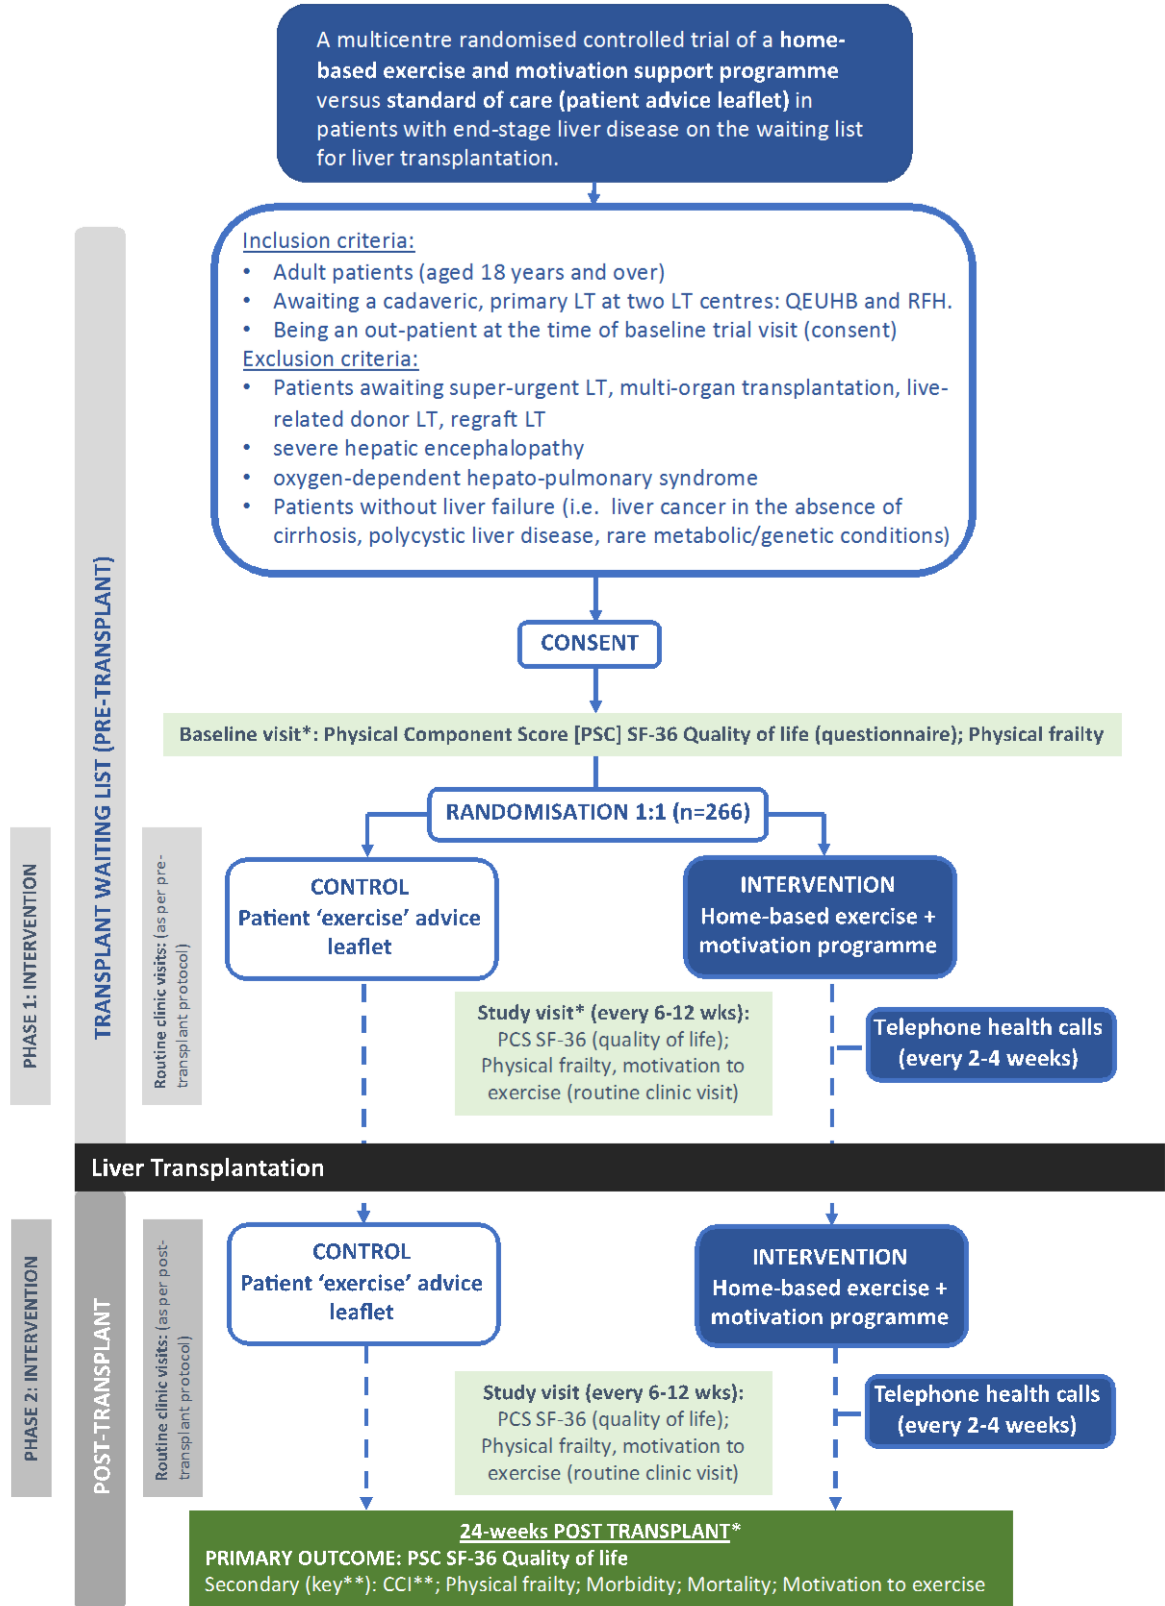 A multicentre randomised controlled trial of a home-
based exercise and motivation support programme
versus standard of care (patient advice leaflet) in
patients with end-stage liver disease on the waiting list
for liver transplantation.
Inclusion criteria:
• Adult patients (aged 18 years and over)
• Awaiting a cadaveric, primary LT at two LT centres: QEUHB and RFH.
• Being an out-patient at the time of baseline trial visit (consent)
Exclusion criteria:
• Patients awaiting super-urgent LT, multi-organ transplantation, live-
related donor LT, regraft LT
• severe hepatic encephalopathy
• oxygen-dependent hepato-pulmonary syndrome
• Patients without liver failure (i.e. liver cancer in the absence of
cirrhosis, polycystic liver disease, rare metabolic/genetic conditions)
CONSENT
Baseline visit*: Physical Component Score [PSC] SF-36 Quality of life (questionnaire); Physical frailty
RANDOMISATION 1:1 (n=266)
TRANSPLANT WAITING LIST (PRE-TRANSPLANT)
PHASE 1: INTERVENTION
Routine clinic visits: (as per pre-
transplant protocol)
CONTROL
Patient ‘exercise’ advice
leaflet
INTERVENTION
Home-based exercise +
motivation programme
Study visit* (every 6-12 wks):
PCS SF-36 (quality of life);
Physical frailty, motivation to
exercise (routine clinic visit)
Telephone health calls
(every 2-4 weeks)
Liver Transplantation
PHASE 2: INTERVENTION
POST-TRANSPLANT
Routine clinic visits: (as per post-
transplant protocol)
CONTROL
Patient ‘exercise’ advice
leaflet
INTERVENTION
Home-based exercise +
motivation programme
Study visit (every 6-12 wks):
PCS SF-36 (quality of life);
Physical frailty, motivation to
exercise (routine clinic visit)
Telephone health calls
(every 2-4 weeks)
24-weeks POST TRANSPLANT*
PRIMARY OUTCOME: PSC SF-36 Quality of life
Secondary (key**): CCI**; Physical frailty; Morbidity; Mortality; Motivation to exercise